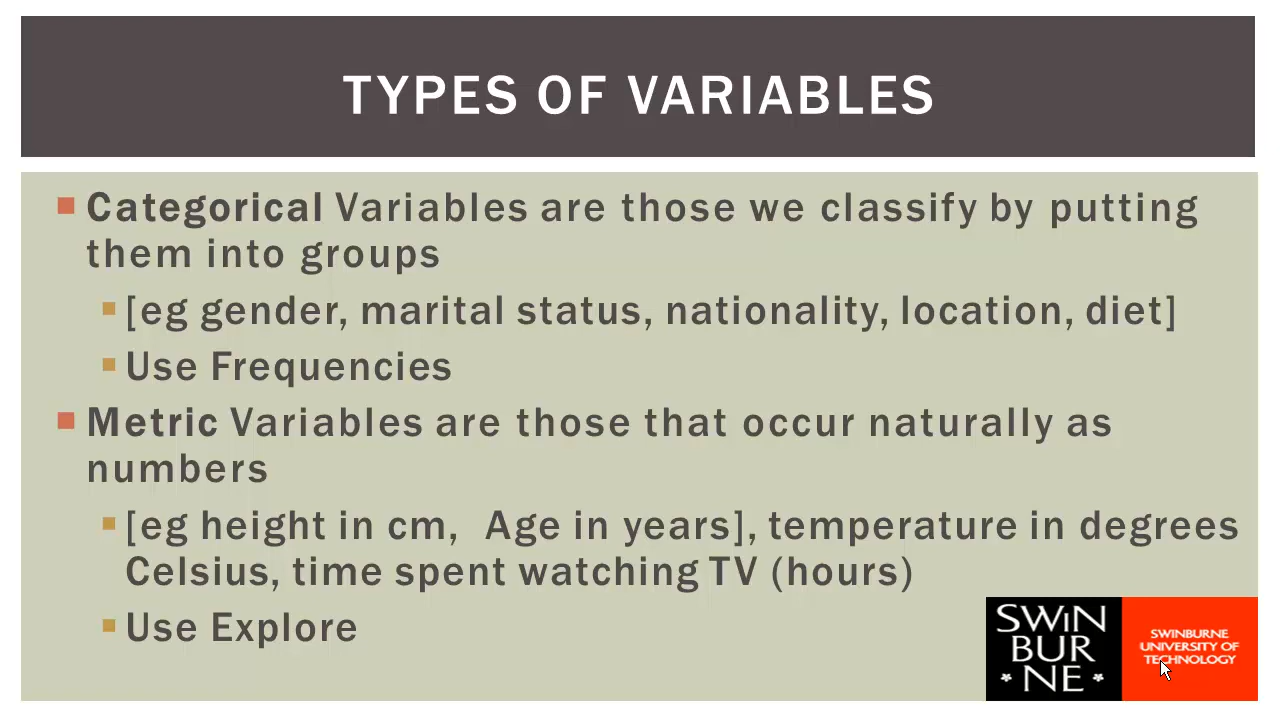 TYPES OF VARIABLES
Categorical Variables are those we classify by putting
them into groups
[eg gender, marital status, nationality, location, diet]
Use Frequencies
Metric Variables are those that occur naturally as
numbers
[eg height in cm,  Age in years], temperature in degrees
Celsius, time spent watching TV (hours)
Use Explore
SWiN
BUR
* NE *
SWINBURNE
UNIVERSITY OF
TECHNOLOGY